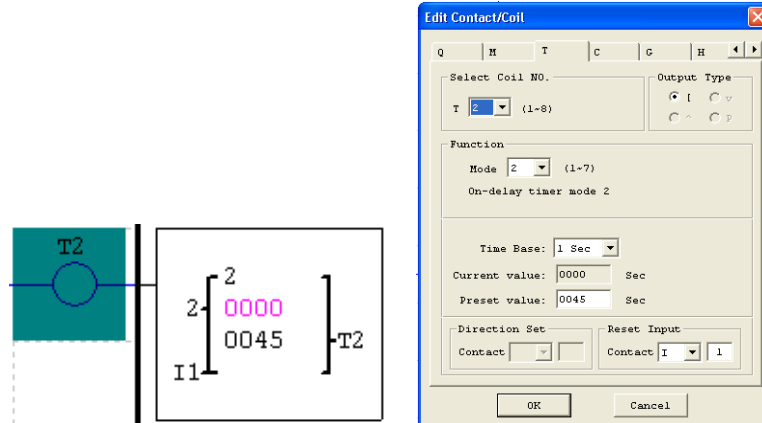 T2
2
2
0000
0045
T2
I1
Edit Contact/Coil
Q M T C G H
Select Coil NO.
T 2 (1~8)
Output Type
[ v
^ P
Function
Mode 2 (1~7)
On-delay timer mode 2
Time Base: 1 Sec
Current value: 0000 Sec
Preset value: 0045 Sec
Direction Set
Contact
Reset Input
Contact I 1
OK Cancel